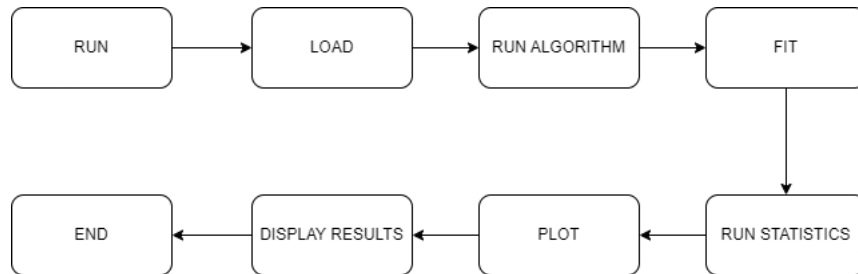 RUN
LOAD
RUN ALGORITHM
FIT
END
DISPLAY RESULTS
PLOT
RUN STATISTICS